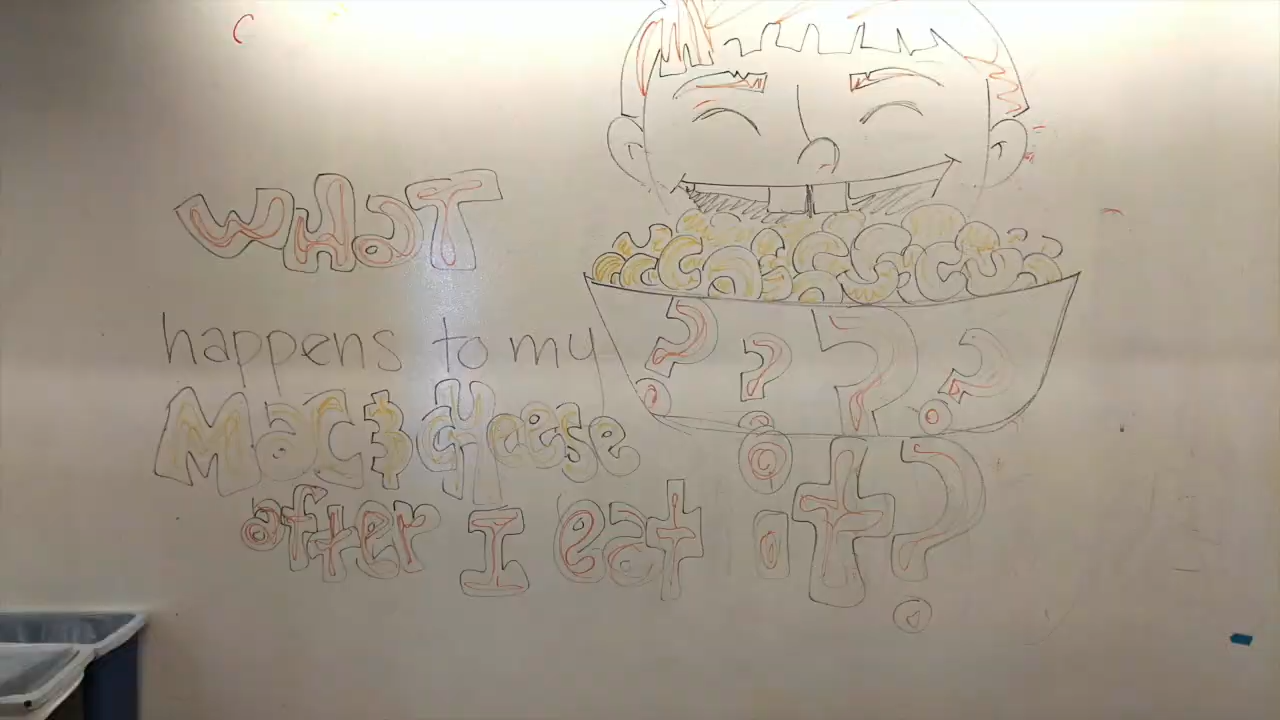 WHaT
happens to my
Mac & CHeese
after I eat it?
? ? ? ?